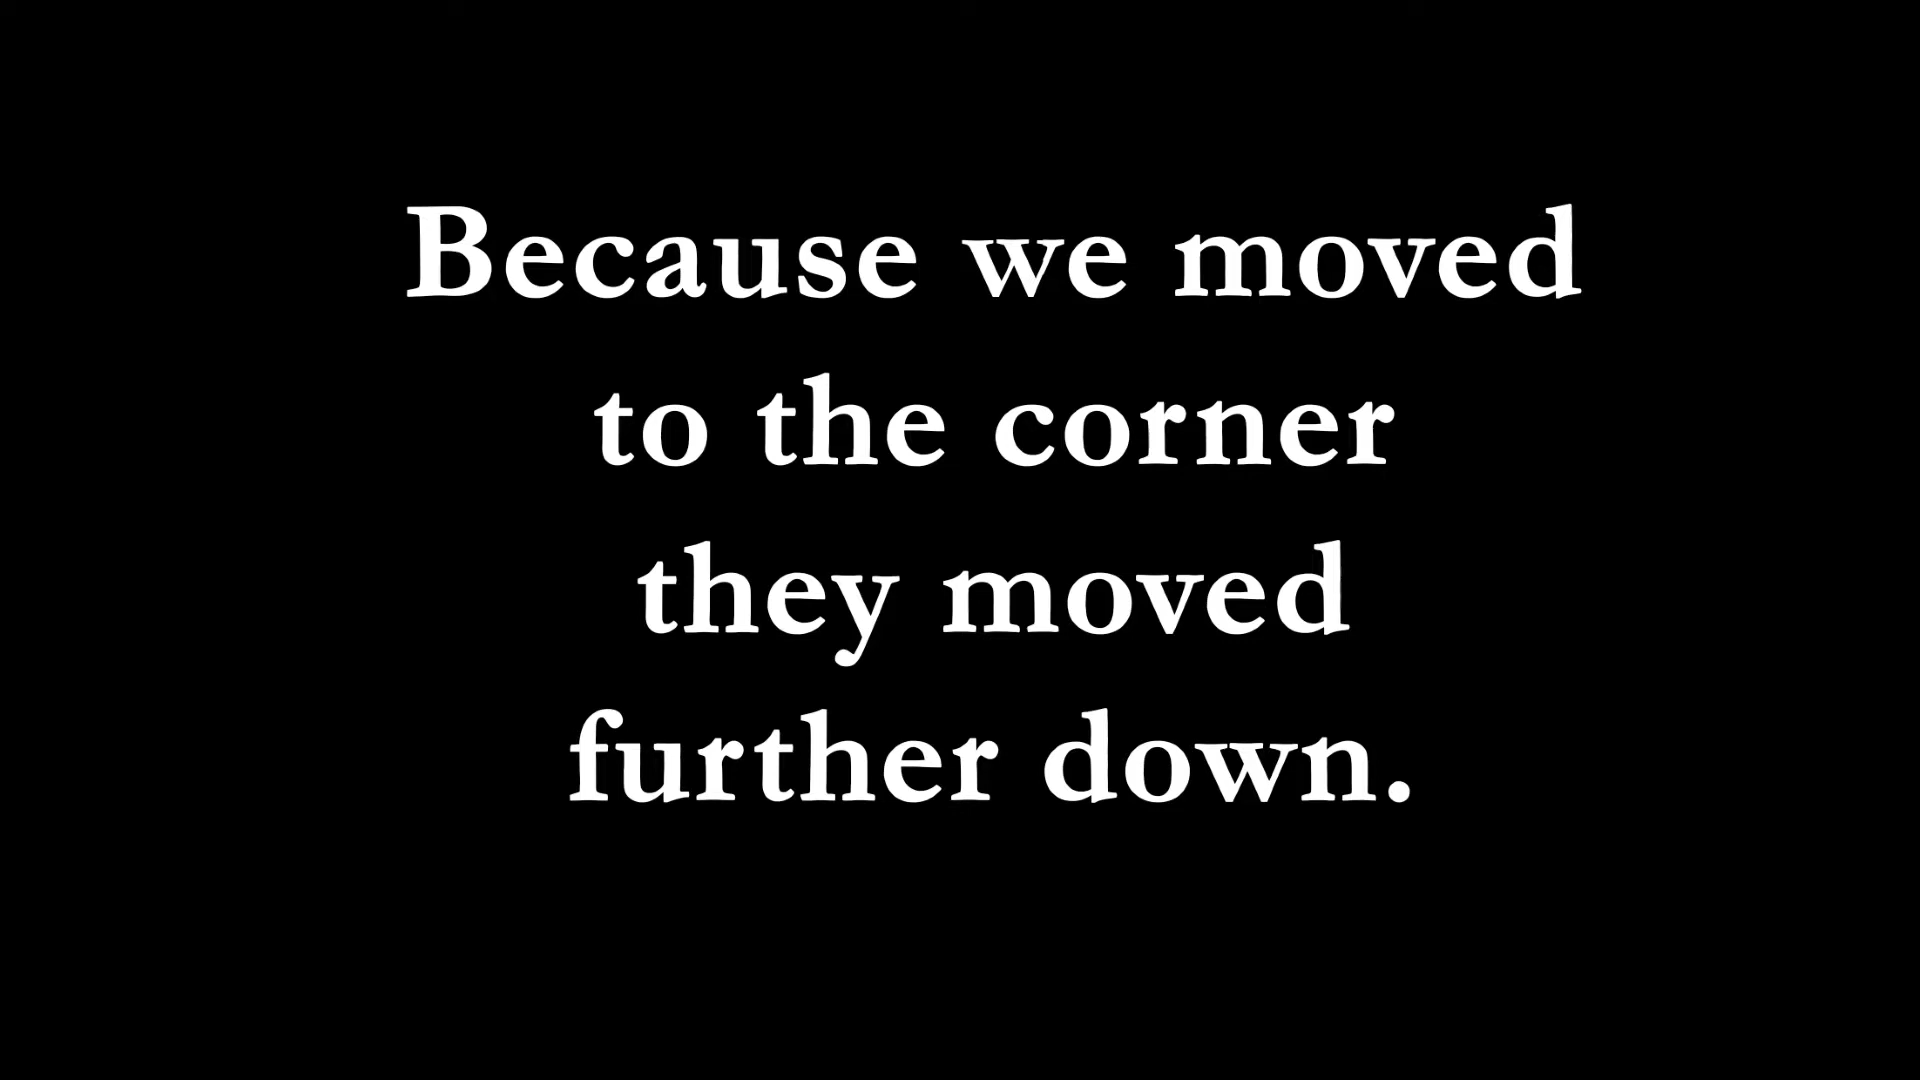 Because we moved
to the corner
they moved
further down.